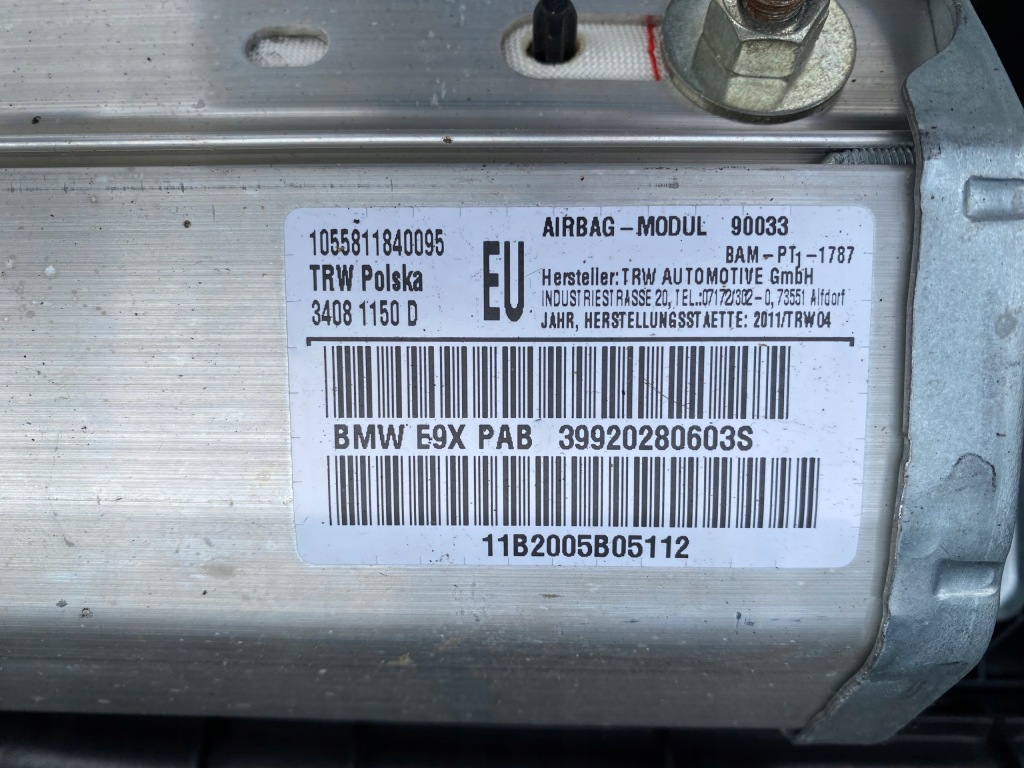 1055811840095
TRW Polska
3408 1150 D
EU
AIRBAG-MODUL 90033
BAM-PT1-1787
Hersteller: TRW AUTOMOTIVE GmbH
INDUSTRIESTRASSE 20, TEL.:07172/302-0, 73551 Alfdorf
JAHR, HERSTELLUNGSSTAETTE: 2011/TRW04
BMW E9X PAB 39920280603S
11B2005B05112